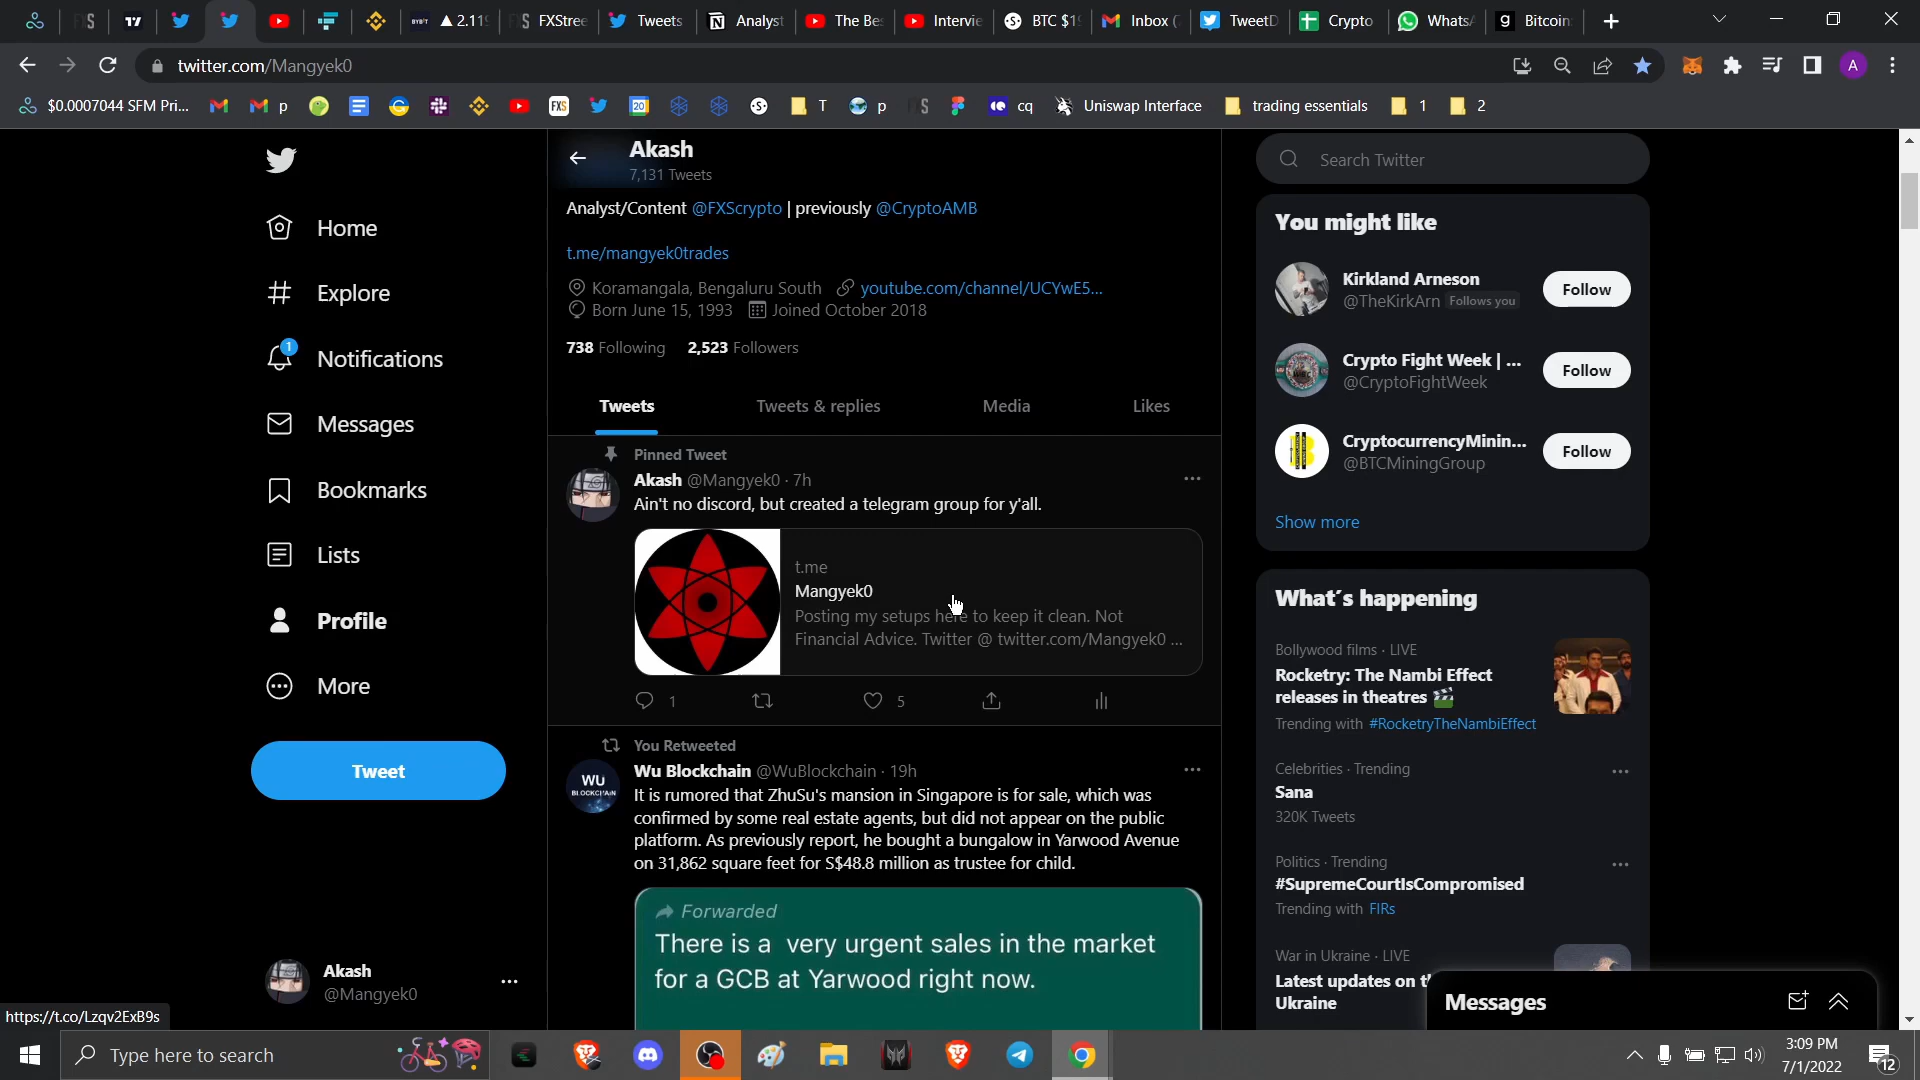 ▲ 2.119
FXStree
Tweets
Analyst
The Bes
Intervie
BTC $19
Inbox (
TweetD
Crypto
WhatsA
Bitcoin
twitter.com/Mangyek0
A
$0.0007044 SFM Pri...
p
T
p
cq
Uniswap Interface
trading essentials
1
2
Home
Explore
1
Notifications
Messages
Bookmarks
Lists
Profile
More
Tweet
Akash
@Mangyek0
https://t.co/Lzqv2ExB9s
Akash
7,131 Tweets
Analyst/Content @FXScrypto | previously @CryptoAMB
t.me/mangyek0trades
Koramangala, Bengaluru South youtube.com/channel/UCYwE5...
Born June 15, 1993 Joined October 2018
738 Following 2,523 Followers
Tweets Tweets & replies Media Likes
Pinned Tweet
Akash @Mangyek0 · 7h
Ain't no discord, but created a telegram group for y'all.
t.me
Mangyek0
Posting my setups here to keep it clean. Not
Financial Advice. Twitter @ twitter.com/Mangyek0 ...
1 5
You Retweeted
Wu Blockchain @WuBlockchain · 19h
WU
BLOCKCHAIN
It is rumored that ZhuSu's mansion in Singapore is for sale, which was
confirmed by some real estate agents, but did not appear on the public
platform. As previously report, he bought a bungalow in Yarwood Avenue
on 31,862 square feet for S$48.8 million as trustee for child.
Forwarded
There is a very urgent sales in the market
for a GCB at Yarwood right now.
Search Twitter
You might like
Kirkland Arneson
@TheKirkArn Follows you
Follow
Crypto Fight Week | ...
@CryptoFightWeek
Follow
CryptocurrencyMinin...
@BTCMiningGroup
Follow
Show more
What's happening
Bollywood films · LIVE
Rocketry: The Nambi Effect
releases in theatres
Trending with #RocketryTheNambiEffect
Celebrities · Trending
Sana
320K Tweets
Politics · Trending
#SupremeCourtIsCompromised
Trending with FIRs
War in Ukraine · LIVE
Latest updates on t
Ukraine
Messages
Type here to search
3:09 PM
7/1/2022
12